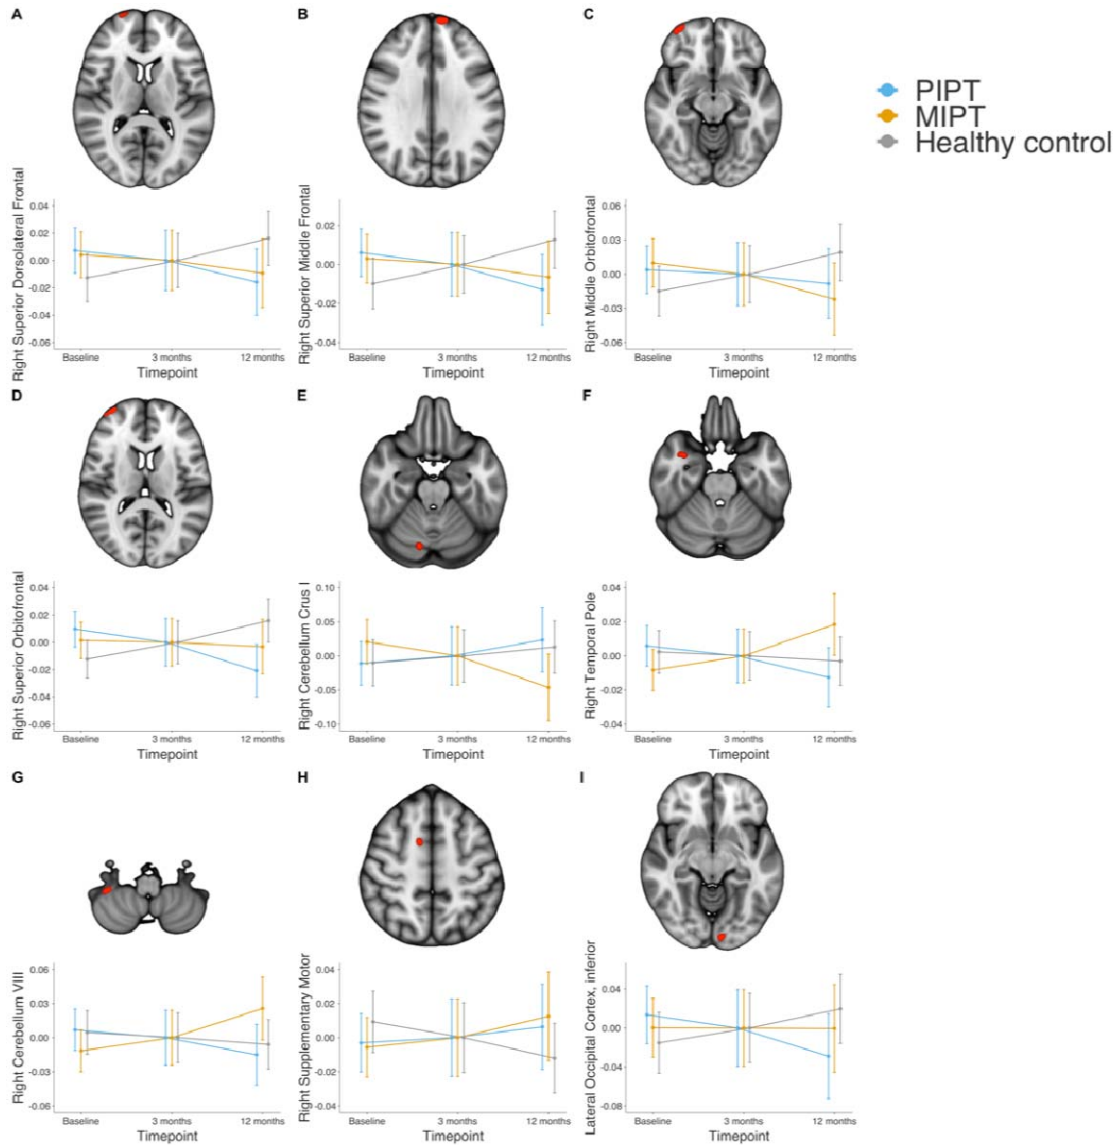 A
B
C
PIPT
MIPT
Healthy control
Right Superior Dorsolateral Frontal
0.04
0.02
0.00
-0.02
-0.04
-0.06
Baseline 3 months 12 months
Timepoint
Right Superior Middle Frontal
0.02
0.00
-0.02
-0.04
Baseline 3 months 12 months
Timepoint
Right Middle Orbitofrontal
0.06
0.03
0.00
-0.03
-0.06
Baseline 3 months 12 months
Timepoint
D
E
F
Right Superior Orbitofrontal
0.04
0.02
0.00
-0.02
-0.04
-0.06
Baseline 3 months 12 months
Timepoint
Right Cerebellum Crus I
0.10
0.05
0.00
-0.05
-0.10
Baseline 3 months 12 months
Timepoint
Right Temporal Pole
0.04
0.02
0.00
-0.02
-0.04
Baseline 3 months 12 months
Timepoint
G
H
I
Right Cerebellum VIII
0.06
0.03
0.00
-0.03
-0.06
Baseline 3 months 12 months
Timepoint
Right Supplementary Motor
0.04
0.02
0.00
-0.02
-0.04
Baseline 3 months 12 months
Timepoint
Lateral Occipital Cortex, inferior
0.04
0.00
-0.04
-0.08
Baseline 3 months 12 months
Timepoint